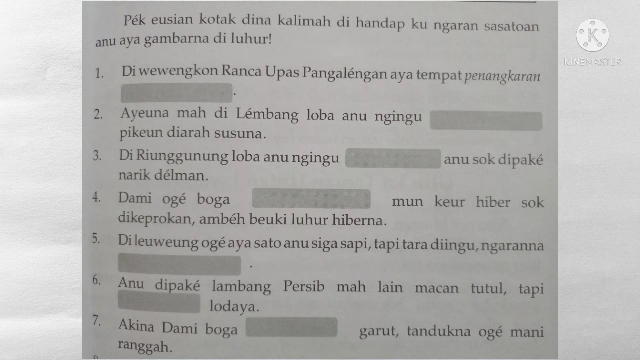 Pék eusian kotak dina kalimah di handap ku ngaran sasatoan
anu aya gambarna di luhur!
1. Di wewengkon Ranca Upas Pangaléngan aya tempat penangkaran
.
2. Ayeuna mah di Lémbang loba anu ngingu
pikeun diarah susuna.
3. Di Riunggunung loba anu ngingu anu sok dipaké
narik délman.
4. Dami ogé boga mun keur hiber sok
dikeprokan, ambéh beuki luhur hiberna.
5. Di leuweung ogé aya sato anu siga sapi, tapi tara diingu, ngaranna
.
6. Anu dipaké lambang Persib mah lain macan tutul, tapi
lodaya.
7. Akina Dami boga garut, tandukna ogé mani
ranggah.
KINEMASTER